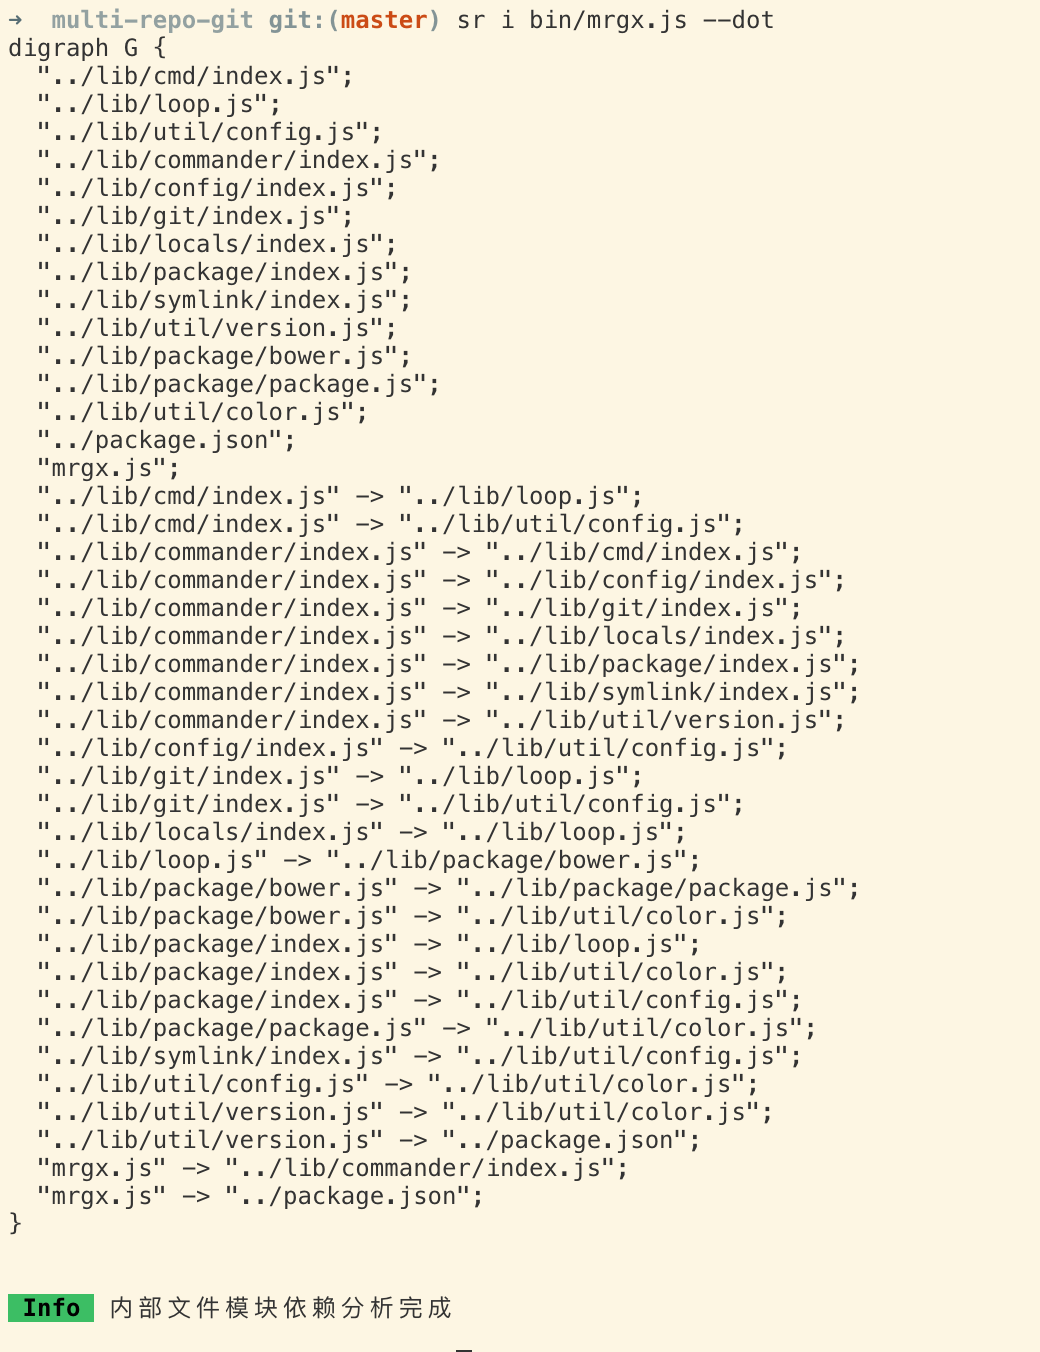 ➜  multi-repo-git git:(master) sr i bin/mrgx.js --dot
digraph G {
  "../lib/cmd/index.js";
  "../lib/loop.js";
  "../lib/util/config.js";
  "../lib/commander/index.js";
  "../lib/config/index.js";
  "../lib/git/index.js";
  "../lib/locals/index.js";
  "../lib/package/index.js";
  "../lib/symlink/index.js";
  "../lib/util/version.js";
  "../lib/package/bower.js";
  "../lib/package/package.js";
  "../lib/util/color.js";
  "../package.json";
  "mrgx.js";
  "../lib/cmd/index.js" -> "../lib/loop.js";
  "../lib/cmd/index.js" -> "../lib/util/config.js";
  "../lib/commander/index.js" -> "../lib/cmd/index.js";
  "../lib/commander/index.js" -> "../lib/config/index.js";
  "../lib/commander/index.js" -> "../lib/git/index.js";
  "../lib/commander/index.js" -> "../lib/locals/index.js";
  "../lib/commander/index.js" -> "../lib/package/index.js";
  "../lib/commander/index.js" -> "../lib/symlink/index.js";
  "../lib/commander/index.js" -> "../lib/util/version.js";
  "../lib/config/index.js" -> "../lib/util/config.js";
  "../lib/git/index.js" -> "../lib/loop.js";
  "../lib/git/index.js" -> "../lib/util/config.js";
  "../lib/locals/index.js" -> "../lib/loop.js";
  "../lib/loop.js" -> "../lib/package/bower.js";
  "../lib/package/bower.js" -> "../lib/package/package.js";
  "../lib/package/bower.js" -> "../lib/util/color.js";
  "../lib/package/index.js" -> "../lib/loop.js";
  "../lib/package/index.js" -> "../lib/util/color.js";
  "../lib/package/index.js" -> "../lib/util/config.js";
  "../lib/package/package.js" -> "../lib/util/color.js";
  "../lib/symlink/index.js" -> "../lib/util/config.js";
  "../lib/util/config.js" -> "../lib/util/color.js";
  "../lib/util/version.js" -> "../lib/util/color.js";
  "../lib/util/version.js" -> "../package.json";
  "mrgx.js" -> "../lib/commander/index.js";
  "mrgx.js" -> "../package.json";
}
Info 内部文件模块依赖分析完成